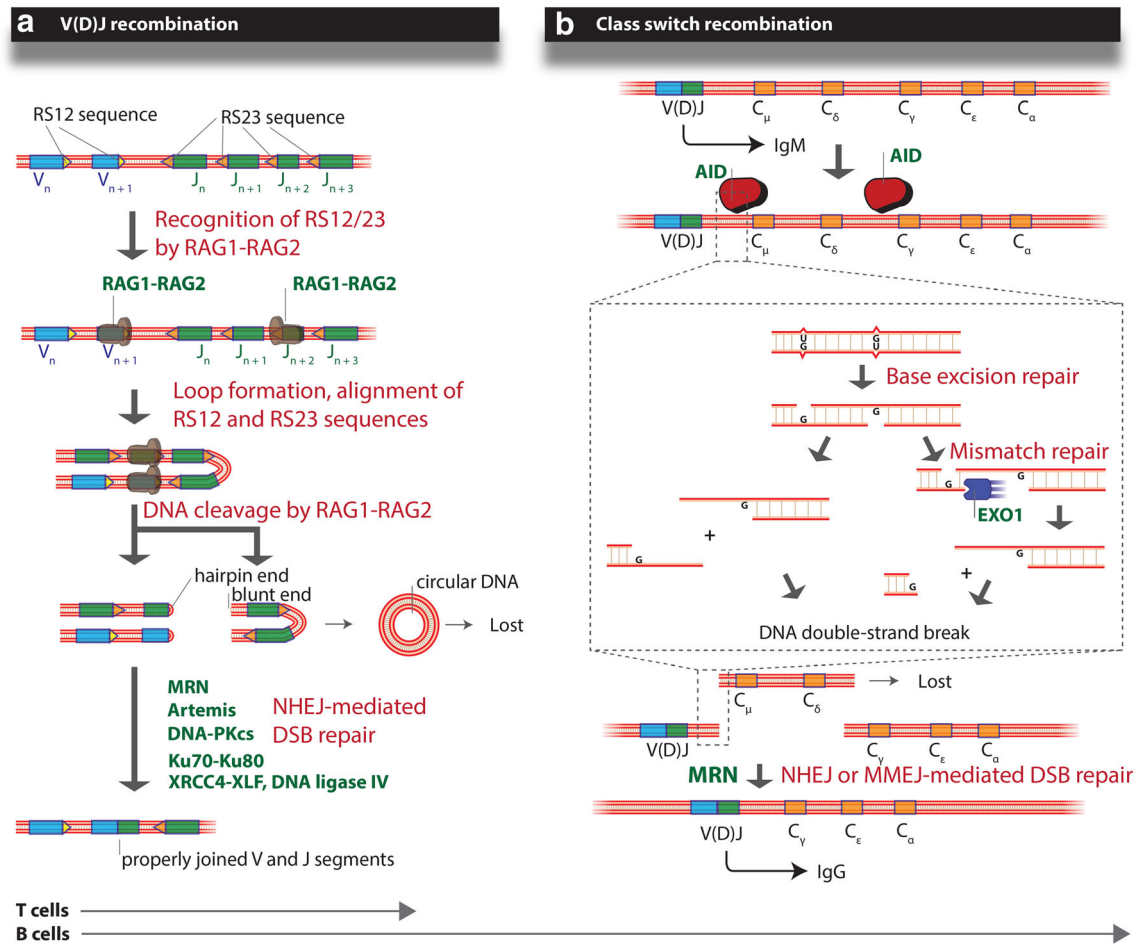 a V(D)J recombination
RS12 sequence
RS23 sequence
Vn
Vn+1
Jn
Jn+1
Jn+2
Jn+3
Recognition of RS12/23
by RAG1-RAG2
RAG1-RAG2
RAG1-RAG2
Vn
Vn+1
Jn
Jn+1
Jn+2
Jn+3
Loop formation, alignment of
RS12 and RS23 sequences
DNA cleavage by RAG1-RAG2
hairpin end
blunt end
circular DNA
Lost
MRN
Artemis
DNA-PKcs
Ku70-Ku80
XRCC4-XLF, DNA ligase IV
NHEJ-mediated
DSB repair
properly joined V and J segments
b Class switch recombination
V(D)J
Cμ
Cδ
Cγ
Cε
Cα
IgM
AID
AID
V(D)J
Cμ
Cδ
Cγ
Cε
Cα
U
G
G
U
Base excision repair
G
G
Mismatch repair
G
G
EXO1
G
+
G
G
+
G
DNA double-strand break
Cμ
Cδ
Lost
V(D)J
Cγ
Cε
Cα
MRN
NHEJ or MMEJ-mediated DSB repair
V(D)J
Cγ
Cε
Cα
IgG
T cells
B cells